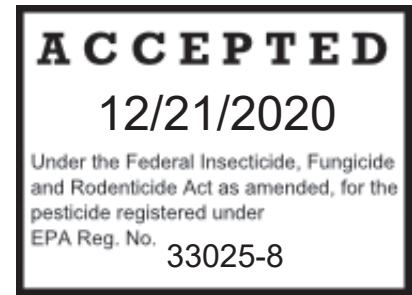 ACCEPTED
12/21/2020
Under the Federal Insecticide, Fungicide
and Rodenticide Act as amended, for the
pesticide registered under
EPA Reg. No. 33025-8